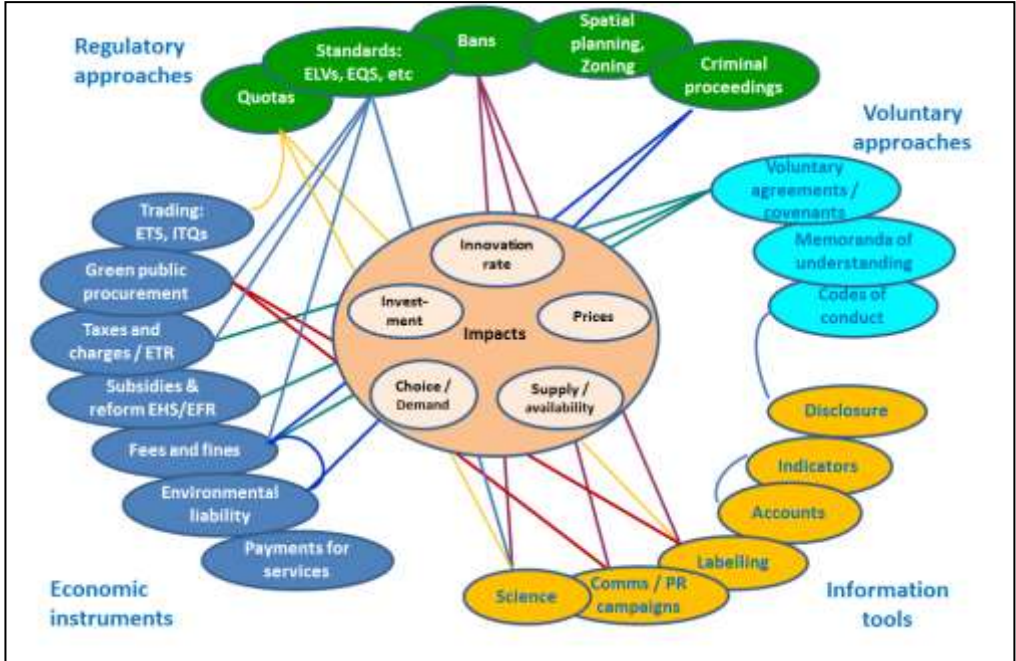 Regulatory
approaches
Quotas
Standards:
ELVs, EQS, etc
Bans
Spatial
planning,
Zoning
Criminal
proceedings
Voluntary
approaches
Voluntary
agreements /
covenants
Memoranda of
understanding
Codes of
conduct
Trading:
ETS, ITQs
Green public
procurement
Taxes and
charges / ETR
Subsidies &
reform EHS/EFR
Fees and fines
Environmental
liability
Payments for
services
Economic
instruments
Innovation
rate
Invest-
ment
Prices
Impacts
Choice /
Demand
Supply /
availability
Disclosure
Indicators
Accounts
Labelling
Comms / PR
campaigns
Science
Information
tools